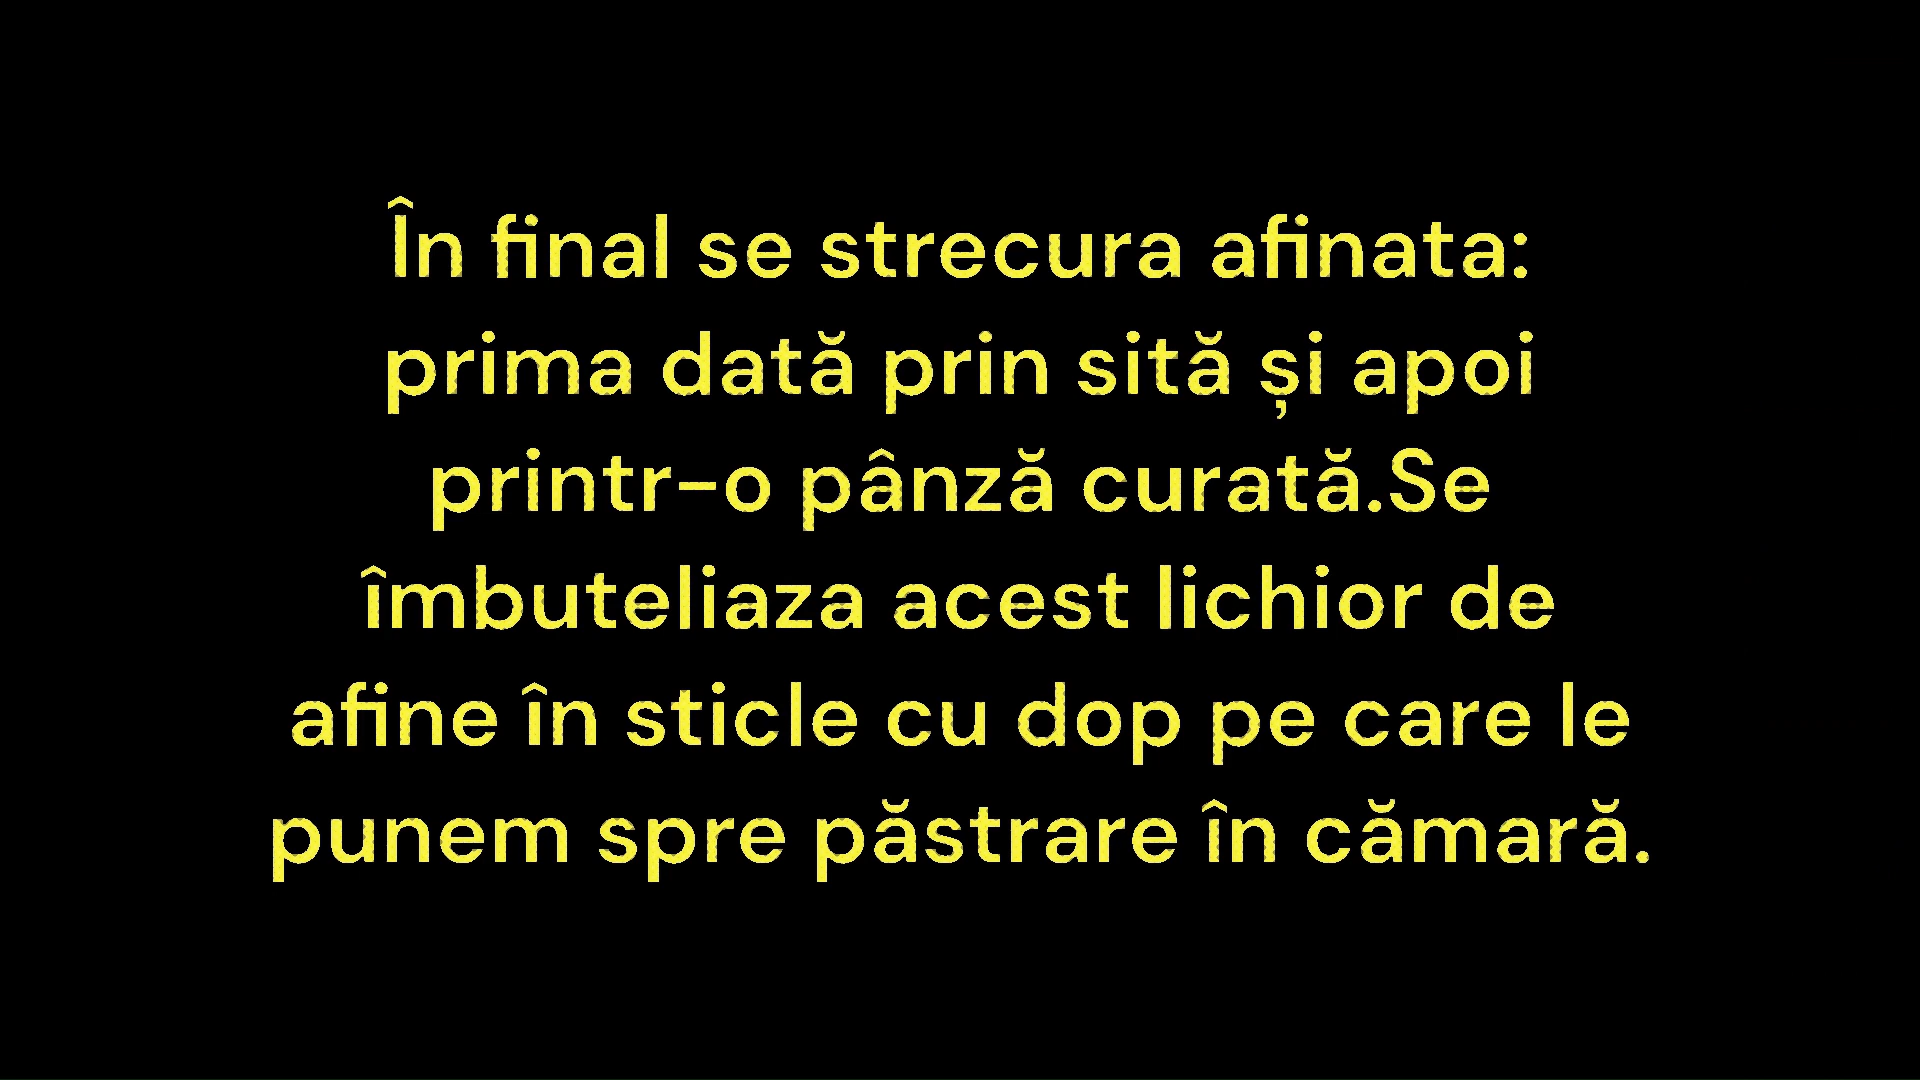 În final se strecura afinata:
prima dată prin sită și apoi
printr-o pânză curată.Se
îmbuteliaza acest lichior de
afine în sticle cu dop pe care le
punem spre păstrare în cămară.